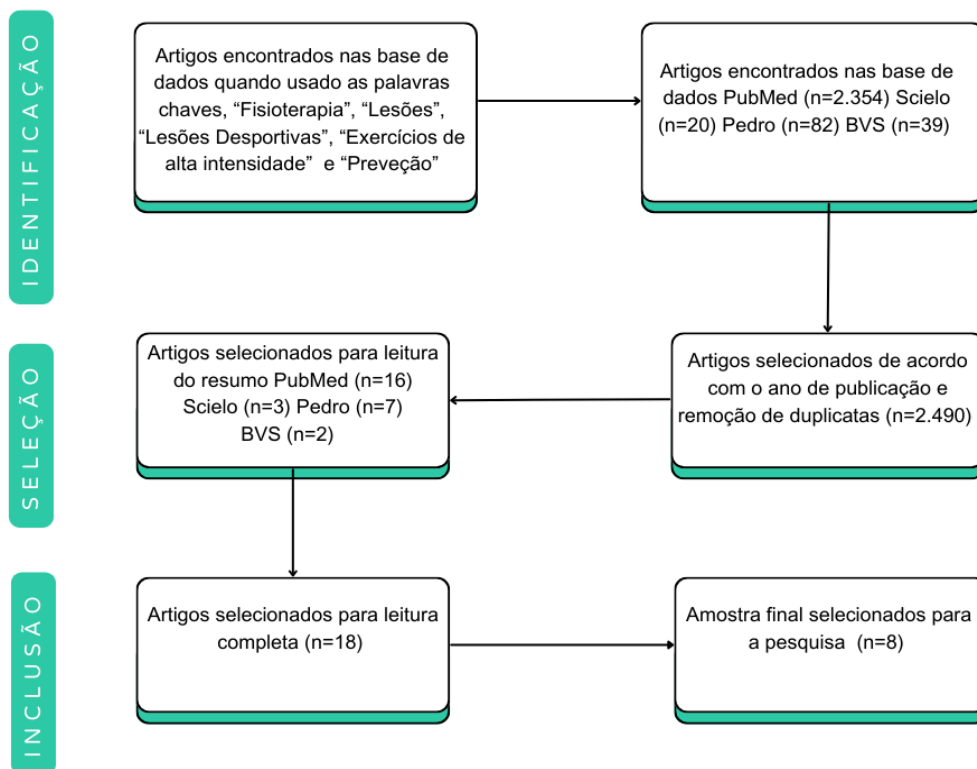 IDENTIFICAÇÃO
Artigos encontrados nas base de
dados quando usado as palavras
chaves, “Fisioterapia”, “Lesões”,
“Lesões Desportivas”, “Exercícios de
alta intensidade” e “Preveção”
Artigos encontrados nas base de
dados PubMed (n=2.354) Scielo
(n=20) Pedro (n=82) BVS (n=39)
SELEÇÃO
Artigos selecionados de acordo
com o ano de publicação e
remoção de duplicatas (n=2.490)
Artigos selecionados para leitura
do resumo PubMed (n=16)
Scielo (n=3) Pedro (n=7)
BVS (n=2)
INCLUSÃO
Artigos selecionados para leitura
completa (n=18)
Amostra final selecionados para
a pesquisa (n=8)